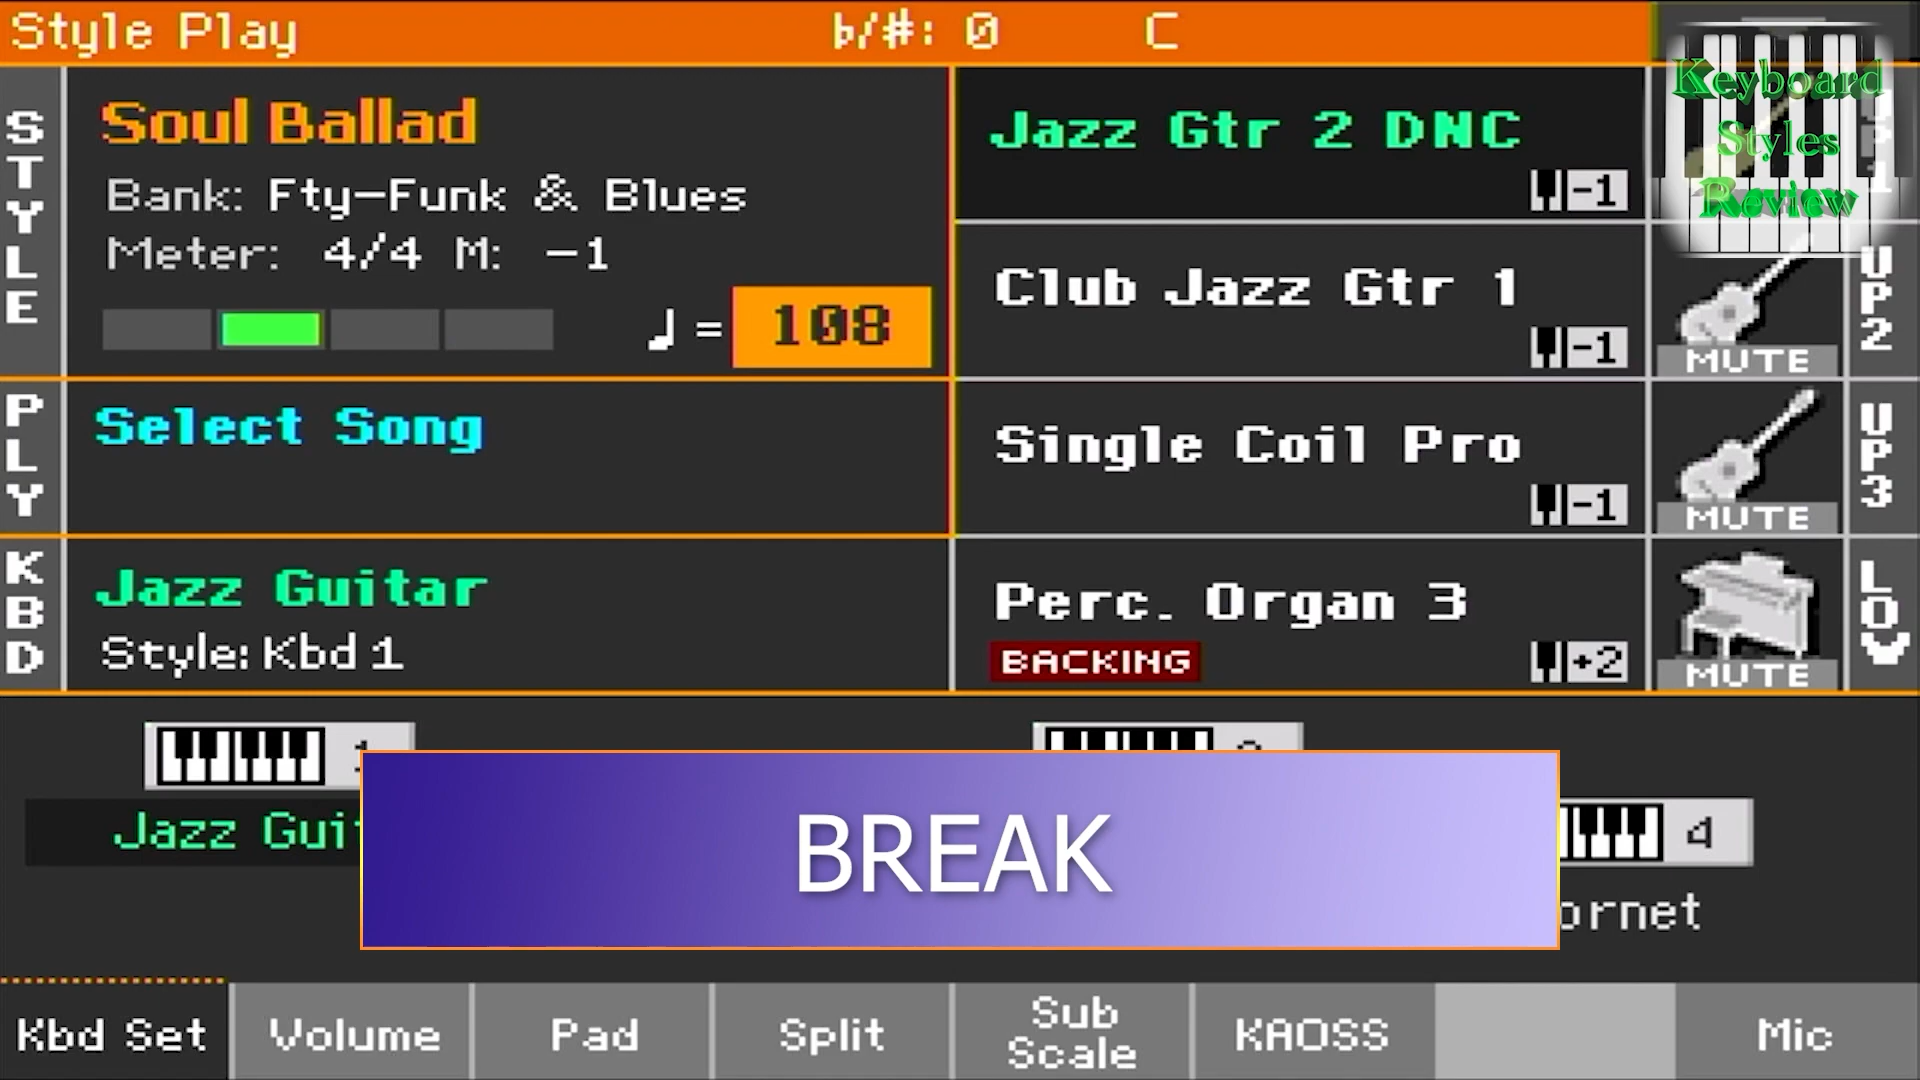 Style Play ♭/#: 0 C
Keyboard
Styles
Review
STYLE
Soul Ballad
Bank: Fty-Funk & Blues
Meter: 4/4 M: -1
♩ = 108
Jazz Gtr 2 DNC
-1
Club Jazz Gtr 1
-1
MUTE
UP2
PLY
Select Song
Single Coil Pro
-1
MUTE
UP3
KBD
Jazz Guitar
Style: Kbd 1
Perc. Organ 3
BACKING
+2
MUTE
LOW
Jazz Gui
BREAK
4
ornet
Kbd Set
Volume
Pad
Split
Sub
Scale
KAOSS
Mic